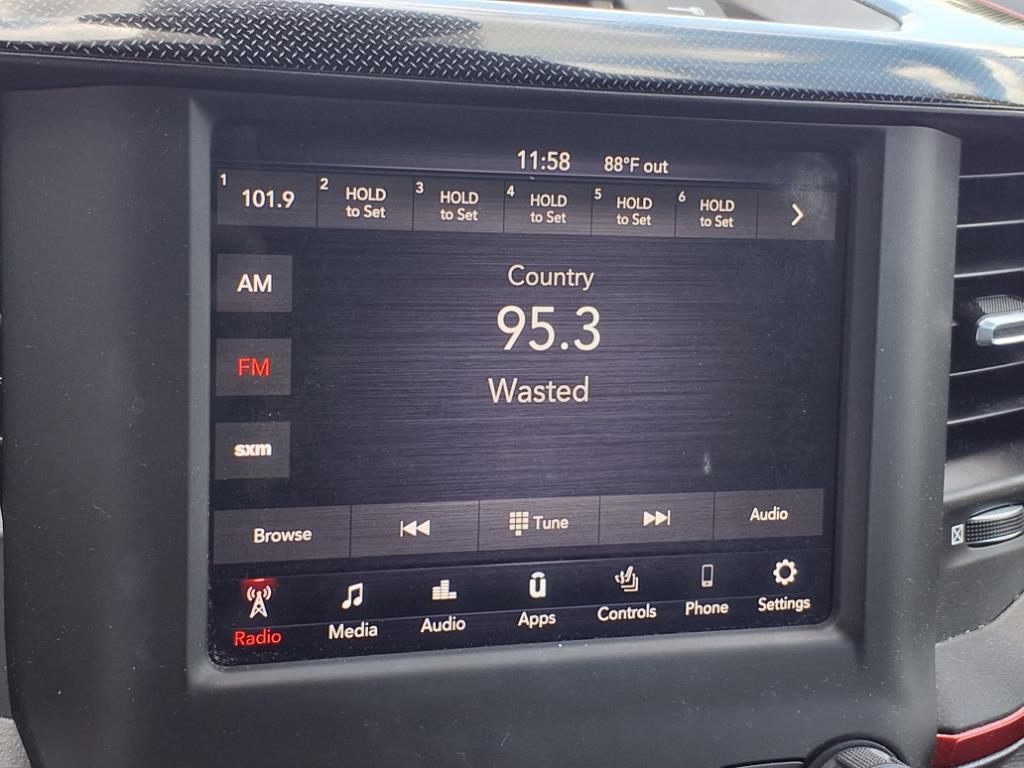 11:58 88°F out
1 101.9 2 HOLD to Set 3 HOLD to Set 4 HOLD to Set 5 HOLD to Set 6 HOLD to Set
AM
Country
95.3
FM
Wasted
sxm
Browse Tune Audio
Radio Media Audio Apps Controls Phone Settings